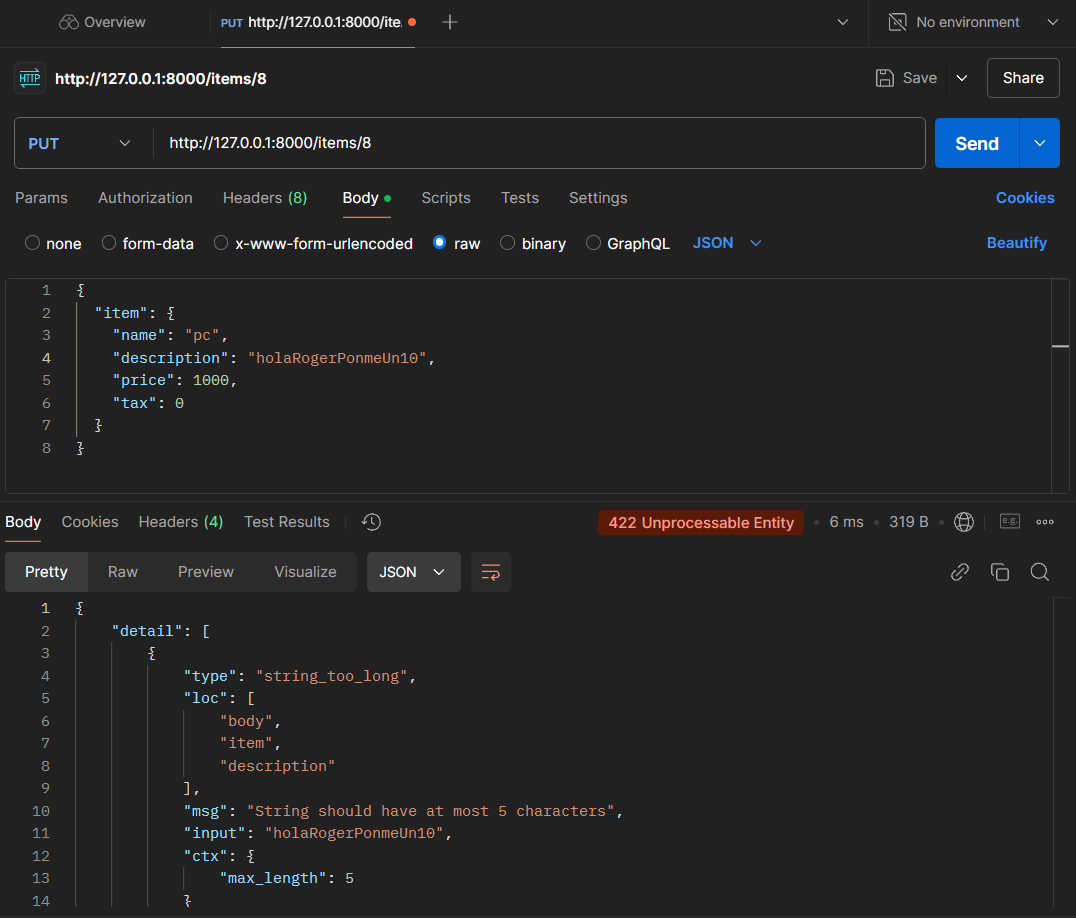 Overview
PUT http://127.0.0.1:8000/ite
No environment
HTTP http://127.0.0.1:8000/items/8
Save
Share
PUT http://127.0.0.1:8000/items/8
Send
Params Authorization Headers (8) Body Scripts Tests Settings Cookies
none form-data x-www-form-urlencoded raw binary GraphQL JSON Beautify
1 {
2 "item": {
3 "name": "pc",
4 "description": "holaRogerPonmeUn10",
5 "price": 1000,
6 "tax": 0
7 }
8 }
Body Cookies Headers (4) Test Results 422 Unprocessable Entity 6 ms 319 B e.g.
Pretty Raw Preview Visualize JSON
1 {
2 "detail": [
3 {
4 "type": "string_too_long",
5 "loc": [
6 "body",
7 "item",
8 "description"
9 ],
10 "msg": "String should have at most 5 characters",
11 "input": "holaRogerPonmeUn10",
12 "ctx": {
13 "max_length": 5
14 }